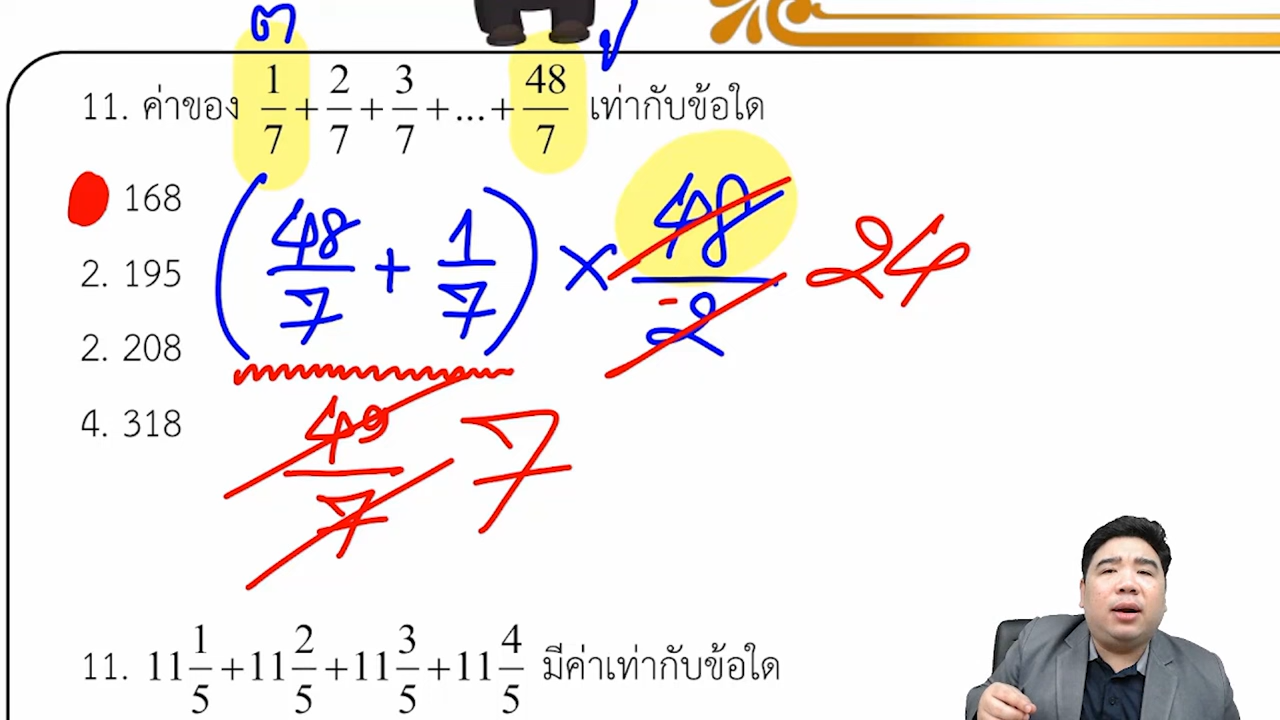 ต ป
11. ค่าของ 1/7 + 2/7 + 3/7 + ... + 48/7 เท่ากับข้อใด
168
2. 195
2. 208
4. 318
(48/7 + 1/7) × 48/2 24
49/7 7
11. 11 1/5 + 11 2/5 + 11 3/5 + 11 4/5 มีค่าเท่ากับข้อใด